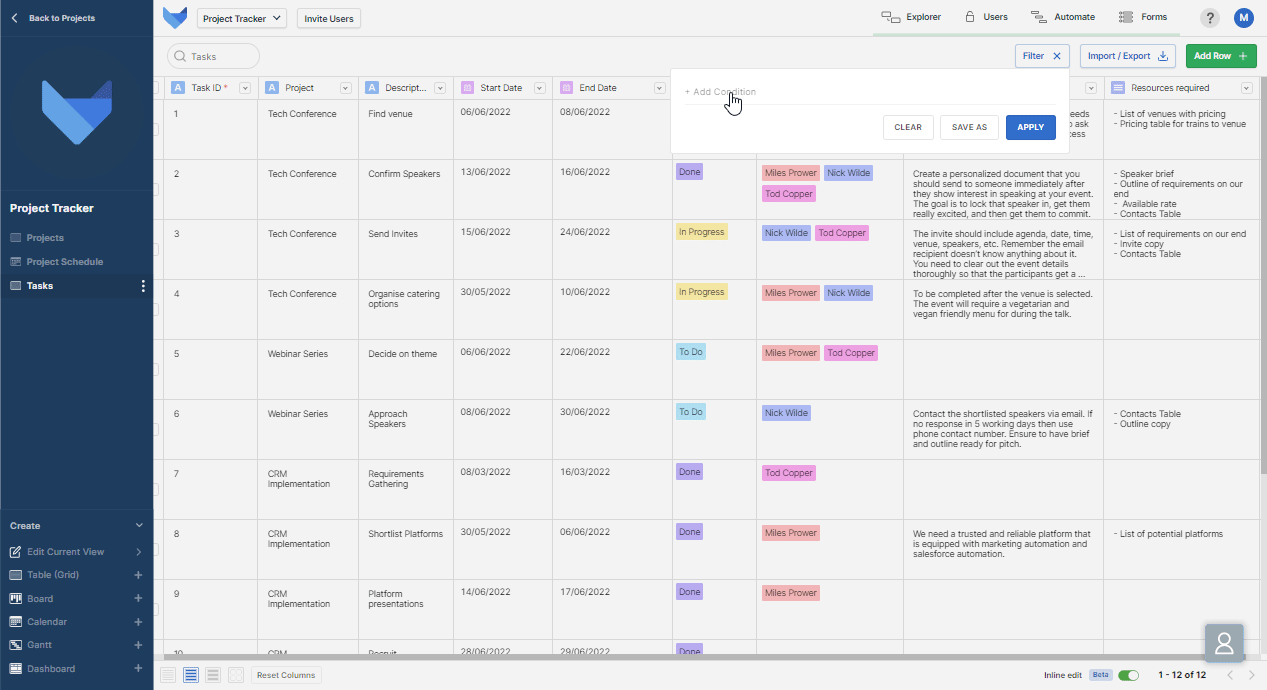 Back to Projects
Project Tracker
Invite Users
Explorer
Users
Automate
Forms
?
M
Tasks
Filter
Import / Export
Add Row +
A Task ID *
A Project
A Descript...
Start Date
End Date
Resources required
+ Add Condition
CLEAR
SAVE AS
APPLY
1
Tech Conference
Find venue
06/06/2022
08/06/2022
eeds
o ask
cess
- List of venues with pricing
- Pricing table for trains to venue
2
Tech Conference
Confirm Speakers
13/06/2022
16/06/2022
Done
Miles Prower Nick Wilde
Tod Copper
Create a personalized document that you
should send to someone immediately after
they show interest in speaking at your event.
The goal is to lock that speaker in, get them
really excited, and then get them to commit.
- Speaker brief
- Outline of requirements on our
end
- Available rate
- Contacts Table
3
Tech Conference
Send Invites
15/06/2022
24/06/2022
In Progress
Nick Wilde Tod Copper
The invite should include agenda, date, time,
venue, speakers, etc. Remember the email
recipient doesn't know anything about it.
You need to clear out the event details
thoroughly so that the participants get a ...
- List of requirements on our end
- Invite copy
- Contacts Table
4
Tech Conference
Organise catering
options
30/05/2022
10/06/2022
In Progress
Miles Prower Nick Wilde
To be completed after the venue is selected.
The event will require a vegetarian and
vegan friendly menu for during the talk.
5
Webinar Series
Decide on theme
06/06/2022
22/06/2022
To Do
Miles Prower Tod Copper
6
Webinar Series
Approach
Speakers
08/06/2022
30/06/2022
To Do
Nick Wilde
Contact the shortlisted speakers via email. If
no response in 5 working days then use
phone contact number. Ensure to have brief
and outline ready for pitch.
- Contacts Table
- Outline copy
7
CRM
Implementation
Requirements
Gathering
08/03/2022
16/03/2022
Done
Tod Copper
8
CRM
Implementation
Shortlist Platforms
30/05/2022
06/06/2022
Done
Miles Prower
We need a trusted and reliable platform that
is equipped with marketing automation and
salesforce automation.
- List of potential platforms
9
CRM
Implementation
Platform
presentations
14/06/2022
17/06/2022
Done
Miles Prower
10
CRM
Recruit
28/06/2022
29/06/2022
Done
Project Tracker
Projects
Project Schedule
Tasks
Create
Edit Current View
Table (Grid) +
Board +
Calendar +
Gantt +
Dashboard +
Reset Columns
Inline edit
Beta
1 - 12 of 12